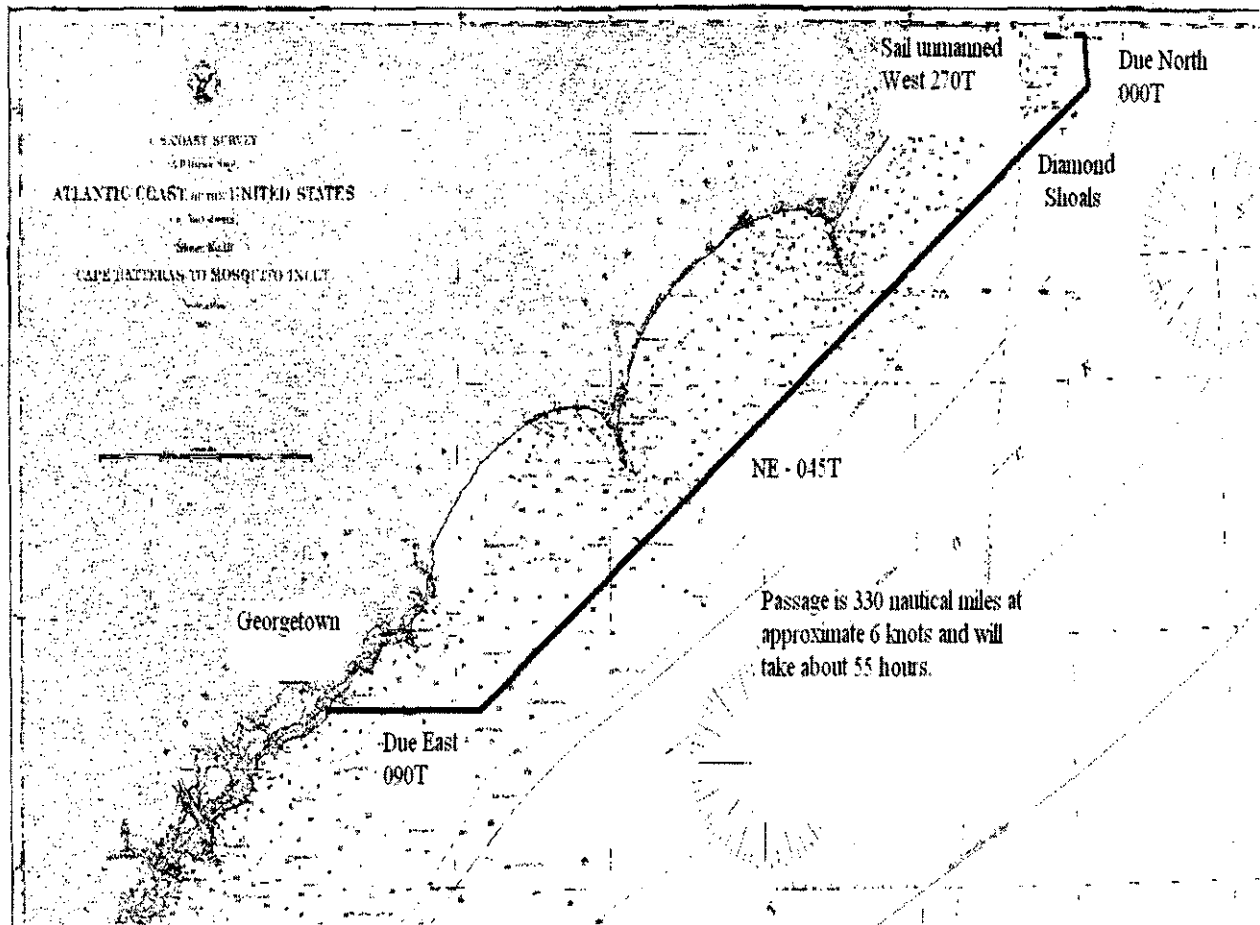 Sail unmanned
West 270T
Due North
000T
COAST SURVEY
ATLANTIC COAST OF THE UNITED STATES
CAPE HATTERAS TO MOSQUITO INLET
Diamond
Shoals
NE - 045T
Georgetown
Passage is 330 nautical miles at
approximate 6 knots and will
take about 55 hours.
Due East
090T